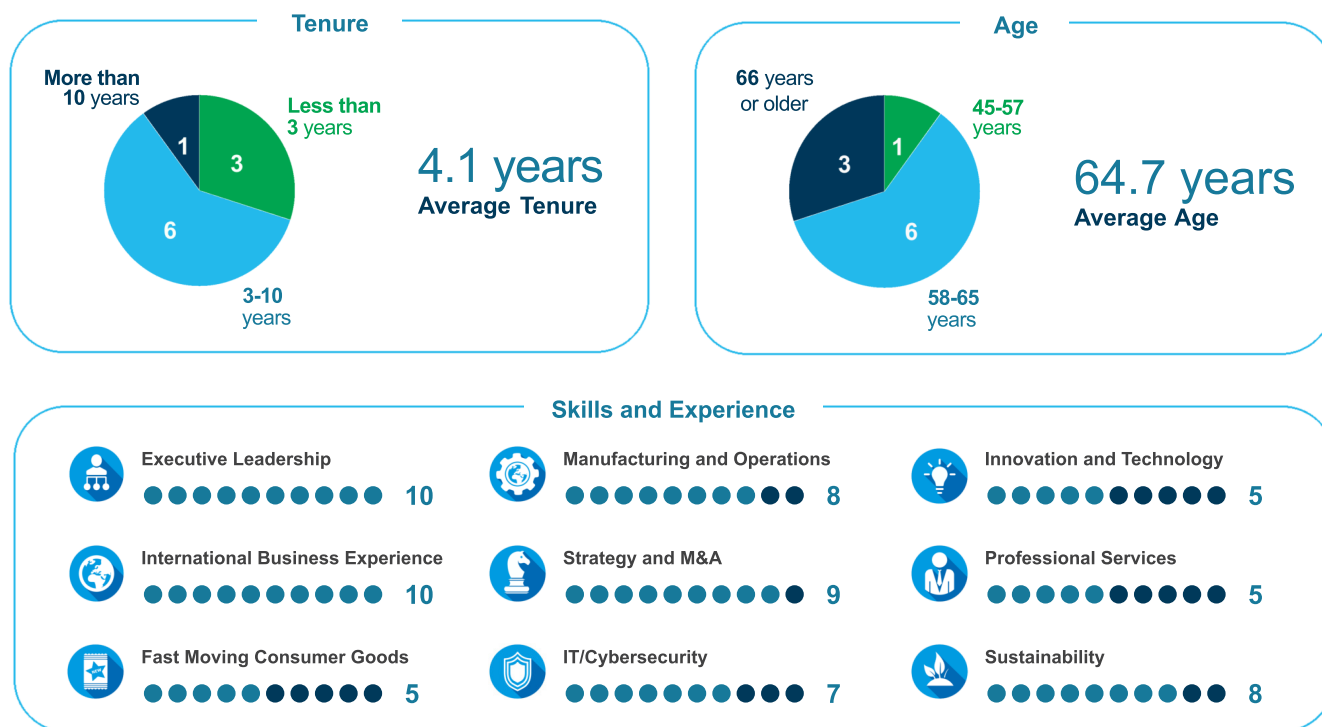 Tenure
More than
10 years
Less than
3 years
1
3
6
3-10
years
4.1 years
Average Tenure
Age
66 years
or older
45-57
years
3
1
6
58-65
years
64.7 years
Average Age
Skills and Experience
Executive Leadership
10
Manufacturing and Operations
8
Innovation and Technology
5
International Business Experience
10
Strategy and M&A
9
Professional Services
5
Fast Moving Consumer Goods
5
IT/Cybersecurity
7
Sustainability
8